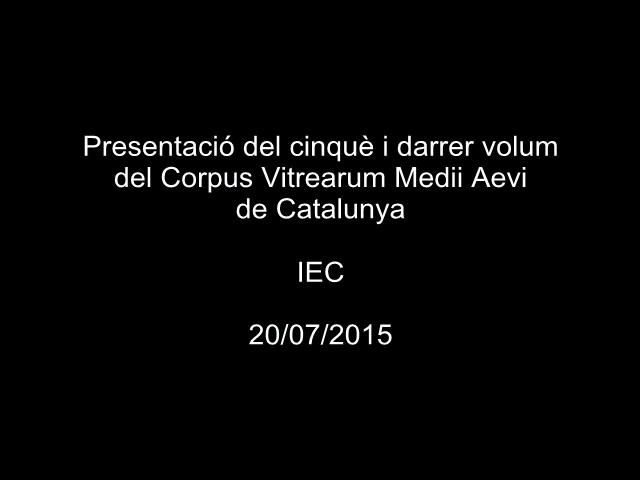 Presentació del cinquè i darrer volum
del Corpus Vitrearum Medii Aevi
de Catalunya
IEC
20/07/2015